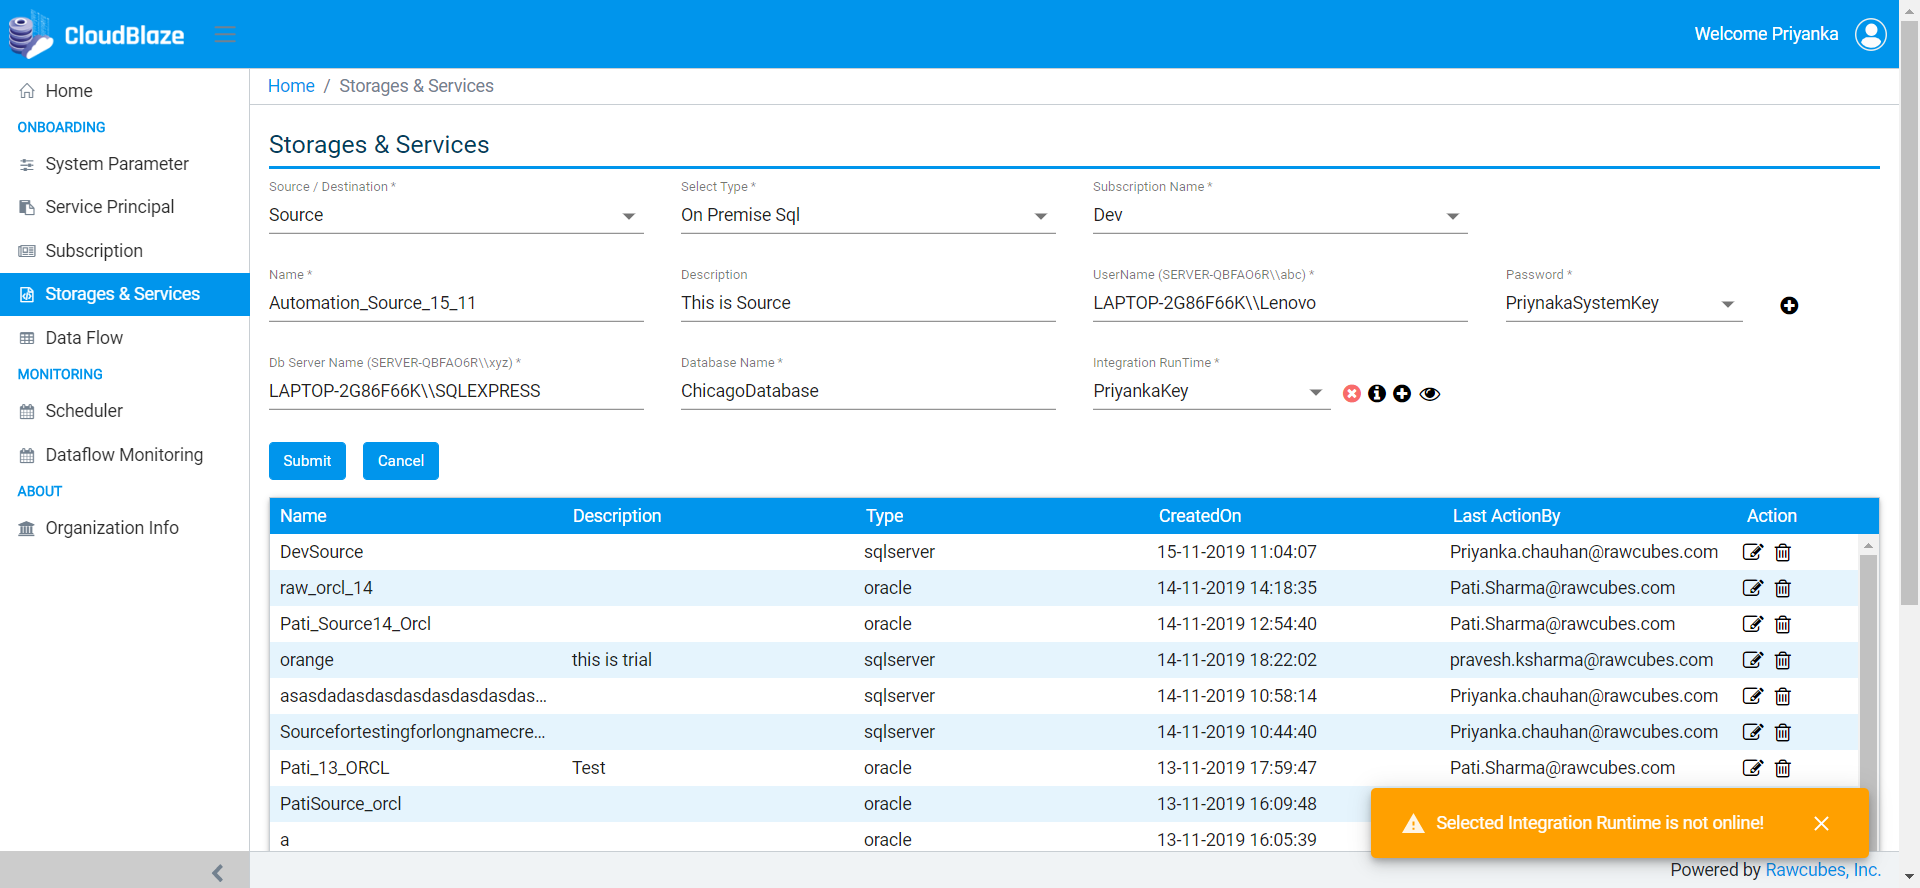 CloudBlaze
Welcome Priyanka
Home
ONBOARDING
System Parameter
Service Principal
Subscription
Storages & Services
Data Flow
MONITORING
Scheduler
Dataflow Monitoring
ABOUT
Organization Info
Home / Storages & Services
Storages & Services
Source / Destination * Select Type * Subscription Name *
Source On Premise Sql Dev
Name * Description UserName (SERVER-QBFAO6R\\abc) * Password *
Automation_Source_15_11 This is Source LAPTOP-2G86F66K\\Lenovo PriynakaSystemKey
Db Server Name (SERVER-QBFAO6R\\xyz) * Database Name * Integration RunTime *
LAPTOP-2G86F66K\\SQLEXPRESS ChicagoDatabase PriyankaKey
Submit Cancel
Name Description Type CreatedOn Last ActionBy Action
DevSource sqlserver 15-11-2019 11:04:07 Priyanka.chauhan@rawcubes.com
raw_orcl_14 oracle 14-11-2019 14:18:35 Pati.Sharma@rawcubes.com
Pati_Source14_Orcl oracle 14-11-2019 12:54:40 Pati.Sharma@rawcubes.com
orange this is trial sqlserver 14-11-2019 18:22:02 pravesh.ksharma@rawcubes.com
asasdadasdasdasdasdasdasdas... sqlserver 14-11-2019 10:58:14 Priyanka.chauhan@rawcubes.com
Sourcefortestingforlongnamecre... sqlserver 14-11-2019 10:44:40 Priyanka.chauhan@rawcubes.com
Pati_13_ORCL Test oracle 13-11-2019 17:59:47 Pati.Sharma@rawcubes.com
PatiSource_orcl oracle 13-11-2019 16:09:48
a oracle 13-11-2019 16:05:39
Selected Integration Runtime is not online!
Powered by Rawcubes, Inc.